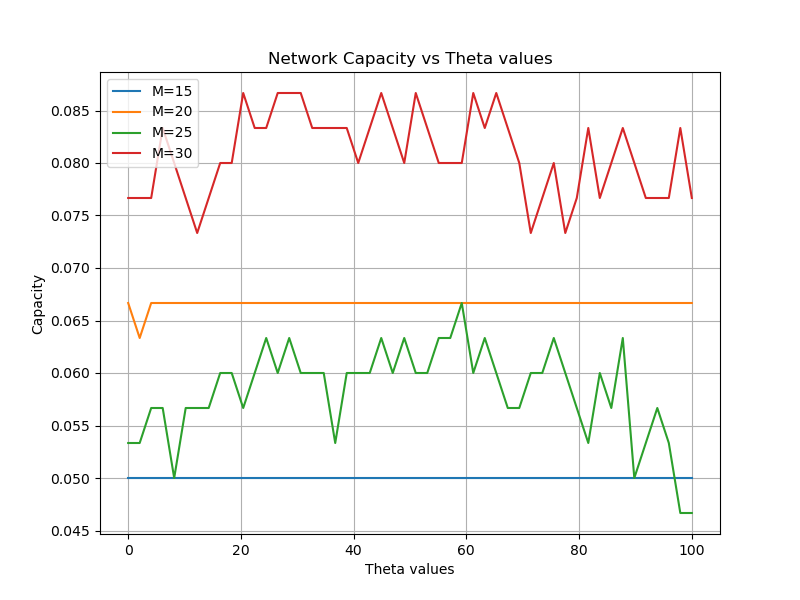 Network Capacity vs Theta values
M=15
M=20
M=25
M=30
0.085
0.080
0.075
0.070
0.065
0.060
0.055
0.050
0.045
Capacity
0 20 40 60 80 100
Theta values